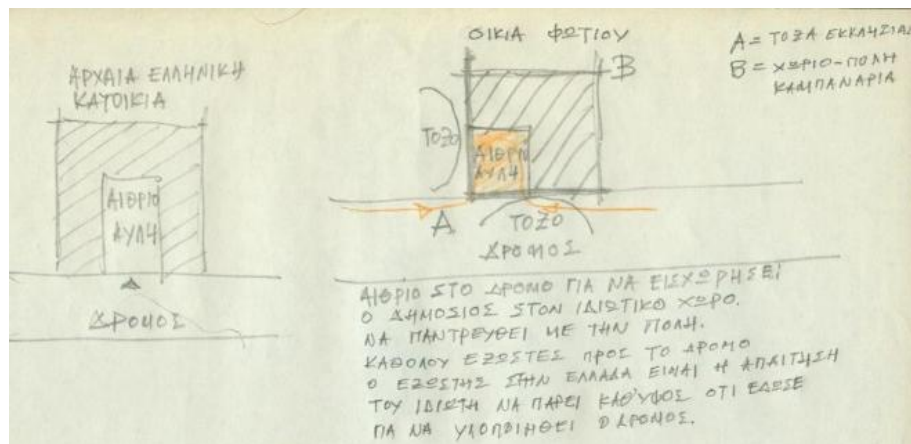 ΑΡΧΑΙΑ ΕΛΛΗΝΙΚΗ
ΚΑΤΟΙΚΙΑ
ΑΙΘΡΙΟ
ΑΥΛΗ
ΔΡΟΜΟΣ
ΟΙΚΙΑ ΦΩΤΙΟΥ
Β
ΤΟΞΟ
ΑΙΘΡΙΟ
ΑΥΛΗ
Α
ΤΟΞΟ
ΔΡΟΜΟΣ
Α = ΤΟΞΑ ΕΚΚΛΗΣΙΑΣ
Β = ΧΩΡΙΟ-ΠΟΛΗ
ΚΑΜΠΑΝΑΡΙΑ
ΑΙΘΡΙΟ ΣΤΟ ΔΡΟΜΟ ΓΙΑ ΝΑ ΕΙΣΧΩΡΗΣΕΙ
Ο ΔΗΜΟΣΙΟΣ ΣΤΟΝ ΙΔΙΩΤΙΚΟ ΧΩΡΟ.
ΝΑ ΠΑΝΤΡΕΥΘΕΙ ΜΕ ΤΗΝ ΠΟΛΗ.
ΚΑΘΟΛΟΥ ΕΞΩΣΤΕΣ ΠΡΟΣ ΤΟ ΔΡΟΜΟ
Ο ΕΞΩΣΤΗΣ ΣΤΗΝ ΕΛΛΑΔΑ ΕΙΝΑΙ Η ΑΠΑΙΤΗΣΗ
ΤΟΥ ΙΔΙΩΤΗ ΝΑ ΠΑΡΕΙ ΚΑΘ'ΥΨΟΣ ΟΤΙ ΕΔΩΣΕ
ΓΙΑ ΝΑ ΥΛΟΠΟΙΗΘΕΙ Ο ΔΡΟΜΟΣ.